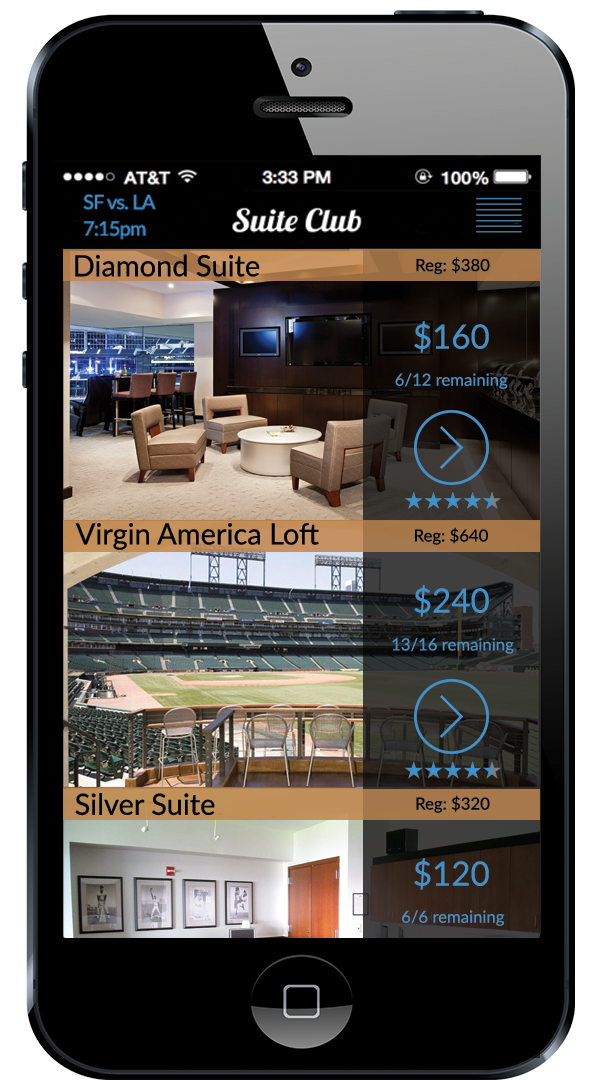 AT&T 3:33 PM 100%
SF vs. LA
7:15pm
Suite Club
Diamond Suite Reg: $380
$160
6/12 remaining
Virgin America Loft Reg: $640
$240
13/16 remaining
Silver Suite Reg: $320
$120
6/6 remaining